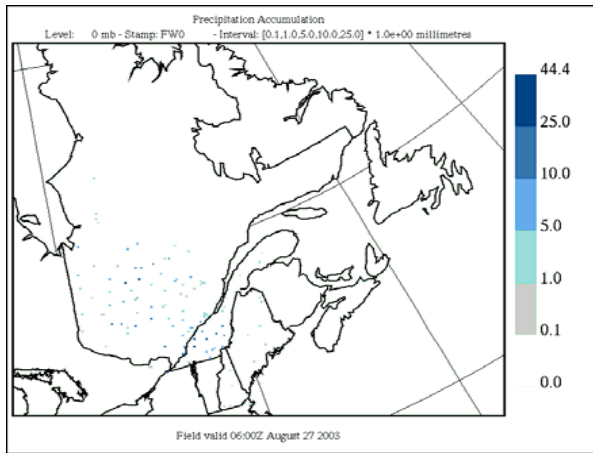 Precipitation Accumulation
Level: 0 mb - Stamp: FW0 - Interval: [0.1,1.0,5.0,10.0,25.0] * 1.0e+00 millimetres
44.4
25.0
10.0
5.0
1.0
0.1
0.0
Field valid 06:00Z August 27 2003